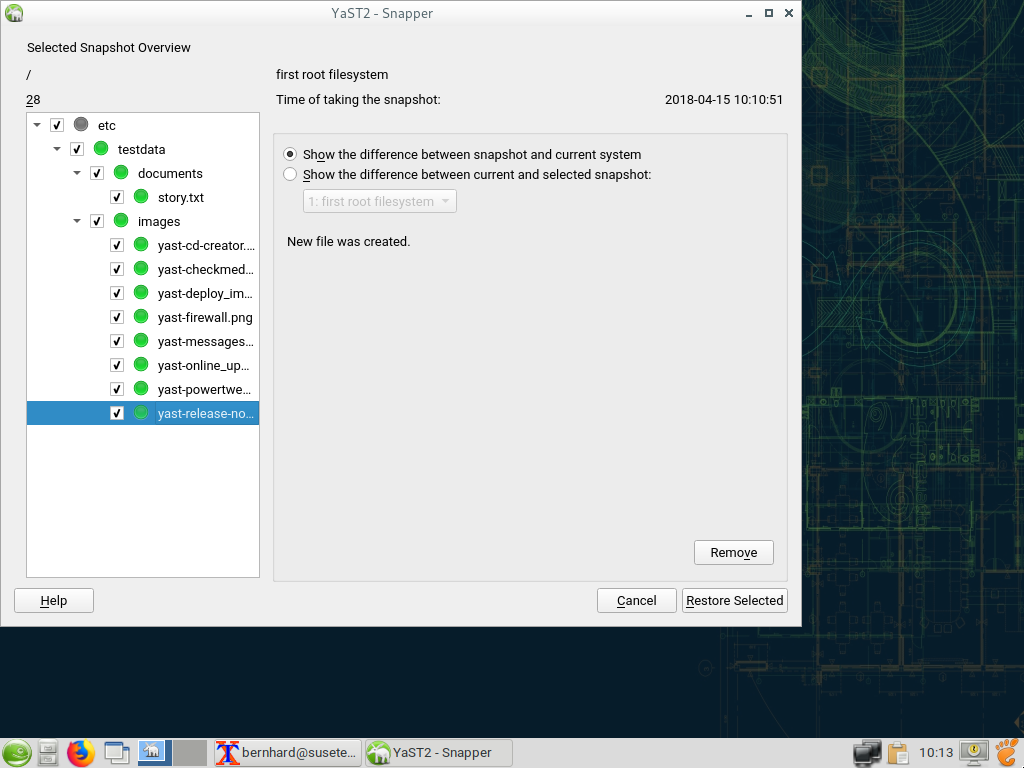 YaST2 - Snapper
Selected Snapshot Overview
/
first root filesystem
28
Time of taking the snapshot:
2018-04-15 10:10:51
etc
testdata
documents
story.txt
images
yast-cd-creator....
yast-checkmed...
yast-deploy_im...
yast-firewall.png
yast-messages...
yast-online_up...
yast-powertwe...
yast-release-no...
Show the difference between snapshot and current system
Show the difference between current and selected snapshot:
1: first root filesystem
New file was created.
Remove
Help
Cancel
Restore Selected
bernhard@susete...
YaST2 - Snapper
10:13